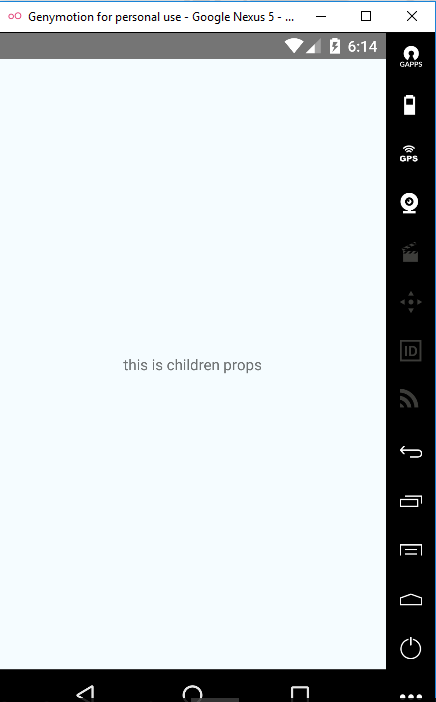 Genymotion for personal use - Google Nexus 5 - ...
6:14
GAPPS
GPS
this is children props
ID